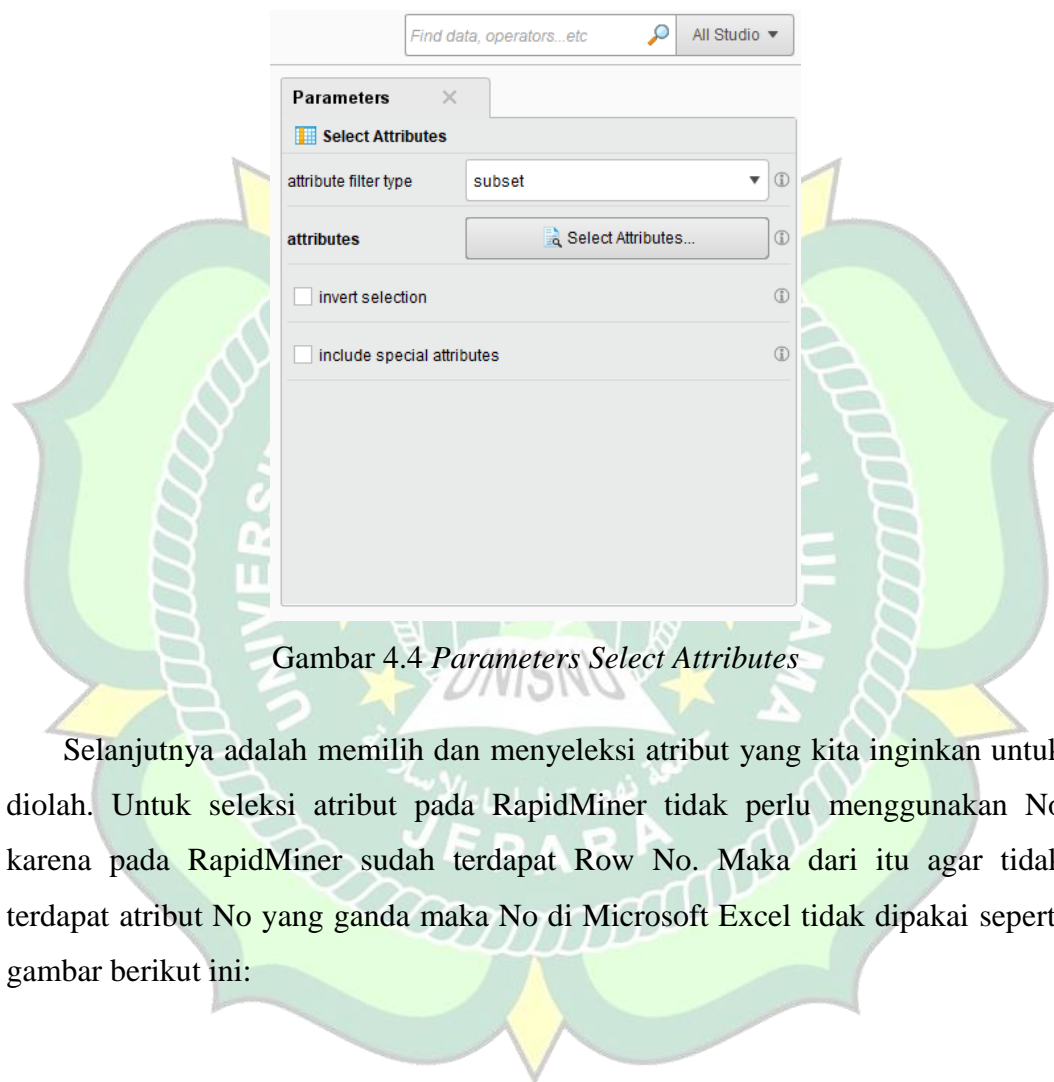 Find data, operators...etc
All Studio
Parameters
Select Attributes
attribute filter type
subset
attributes
Select Attributes...
invert selection
include special attributes
UNISNU
JEPARA
Gambar 4.4 Parameters Select Attributes
Selanjutnya adalah memilih dan menyeleksi atribut yang kita inginkan untuk
diolah. Untuk seleksi atribut pada RapidMiner tidak perlu menggunakan No
karena pada RapidMiner sudah terdapat Row No. Maka dari itu agar tidak
terdapat atribut No yang ganda maka No di Microsoft Excel tidak dipakai sepert
gambar berikut ini: